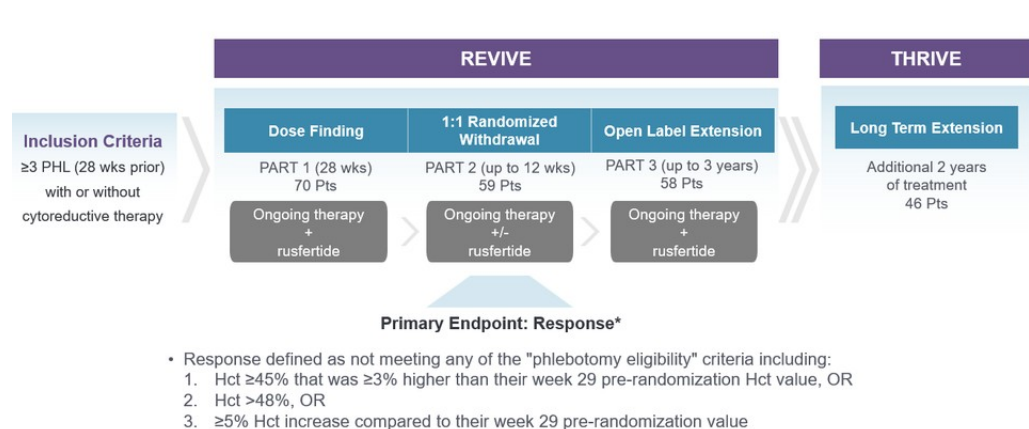 REVIVE
THRIVE
Inclusion Criteria
≥3 PHL (28 wks prior)
with or without
cytoreductive therapy
Dose Finding
PART 1 (28 wks)
70 Pts
Ongoing therapy
+
rusfertide
1:1 Randomized
Withdrawal
PART 2 (up to 12 wks)
59 Pts
Ongoing therapy
+/-
rusfertide
Open Label Extension
PART 3 (up to 3 years)
58 Pts
Ongoing therapy
+
rusfertide
Long Term Extension
Additional 2 years
of treatment
46 Pts
Primary Endpoint: Response*
• Response defined as not meeting any of the "phlebotomy eligibility" criteria including:
1. Hct ≥45% that was ≥3% higher than their week 29 pre-randomization Hct value, OR
2. Hct >48%, OR
3. ≥5% Hct increase compared to their week 29 pre-randomization value